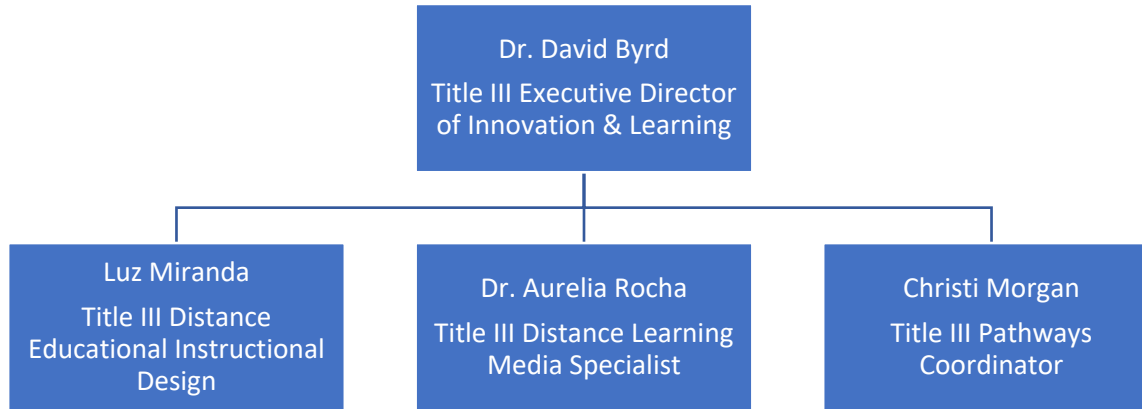 Dr. David Byrd
Title III Executive Director
of Innovation & Learning
Luz Miranda
Title III Distance
Educational Instructional
Design
Dr. Aurelia Rocha
Title III Distance Learning
Media Specialist
Christi Morgan
Title III Pathways
Coordinator